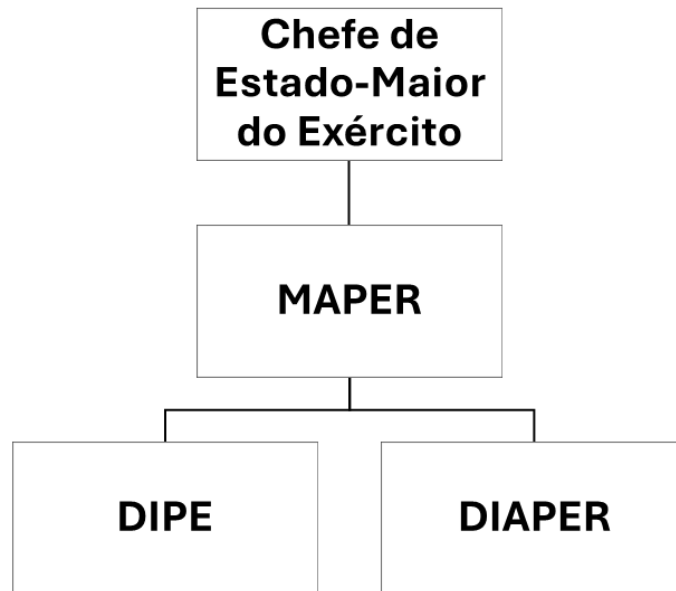 Chefe de
Estado-Maior
do Exército
MAPER
DIPE
DIAPER